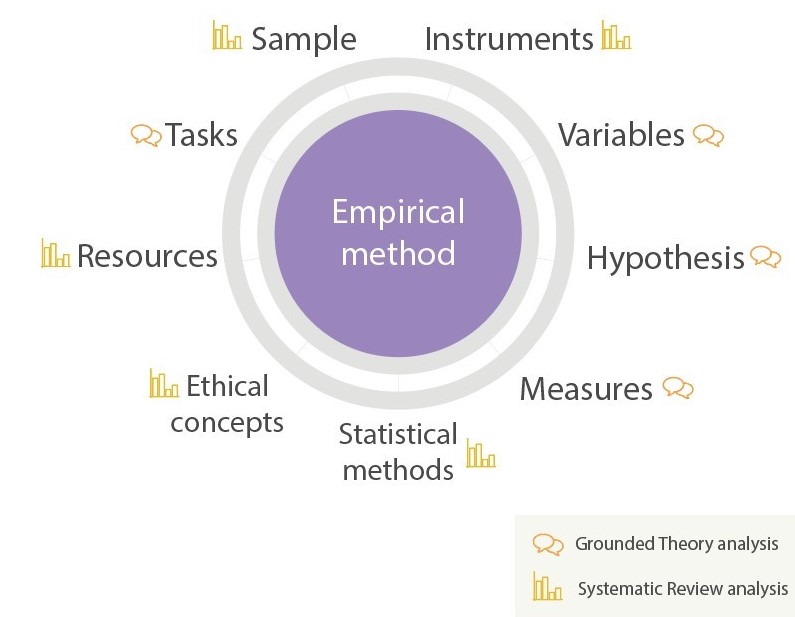 Sample
Instruments
Tasks
Variables
Empirical
method
Resources
Hypothesis
Ethical
concepts
Measures
Statistical
methods
Grounded Theory analysis
Systematic Review analysis